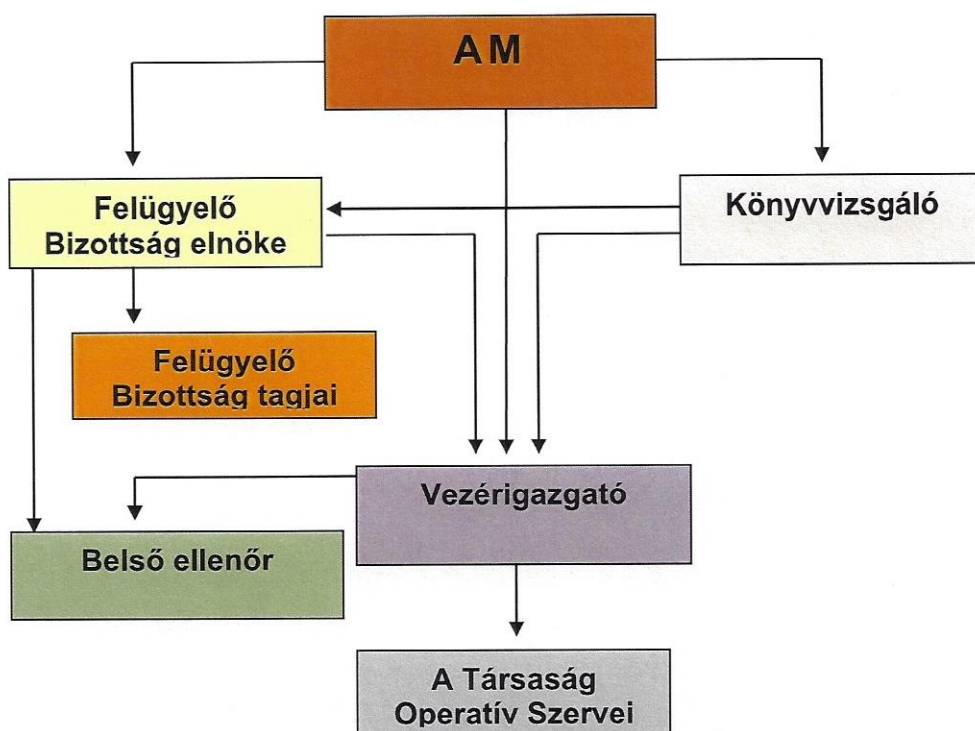 A M
Felügyelő
Bizottság elnöke
Könyvvizsgáló
Felügyelő
Bizottság tagjai
Vezérigazgató
Belső ellenőr
A Társaság
Operatív Szervei